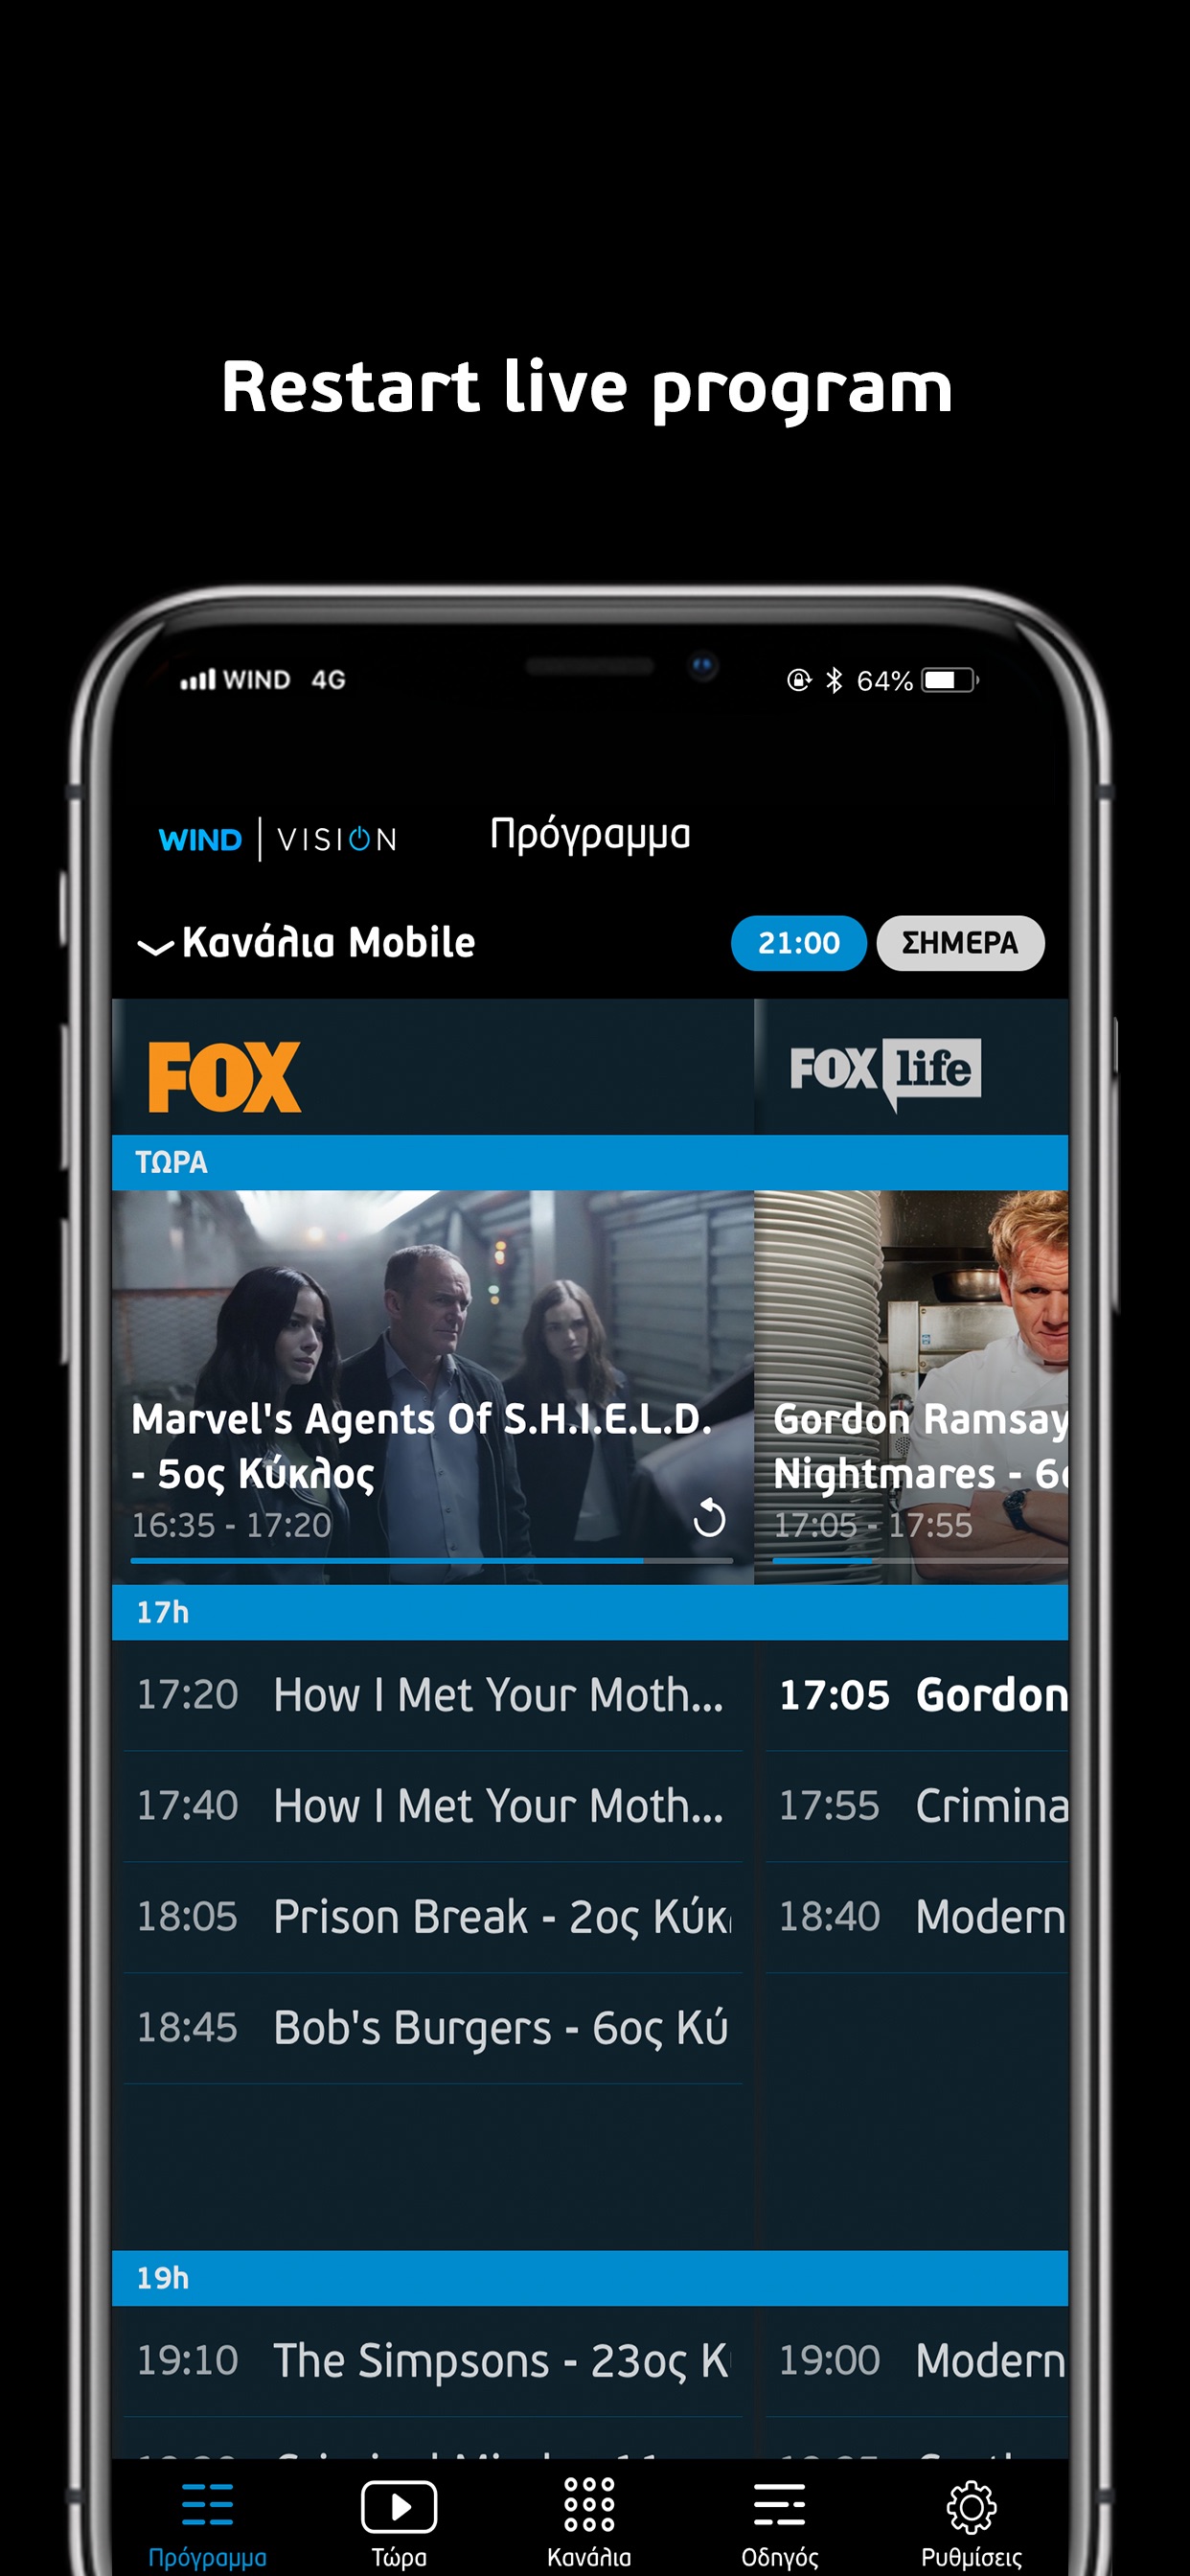 Restart live program
WIND 4G
64%
WIND | VISION
Πρόγραμμα
Κανάλια Mobile
21:00
ΣΗΜΕΡΑ
FOX
FOX life
ΤΩΡΑ
Marvel's Agents Of S.H.I.E.L.D.
- 5ος Κύκλος
16:35 - 17:20
Gordon Ramsay
Nightmares - 6
17:05 - 17:55
17h
17:20 How I Met Your Moth...
17:40 How I Met Your Moth...
18:05 Prison Break - 2ος Κύκ
18:45 Bob's Burgers - 6ος Κύ
17:05 Gordon
17:55 Crimina
18:40 Modern
19h
19:10 The Simpsons - 23ος Κ
19:00 Modern
Πρόγραμμα
Τώρα
Κανάλια
Οδηγός
Ρυθμίσεις